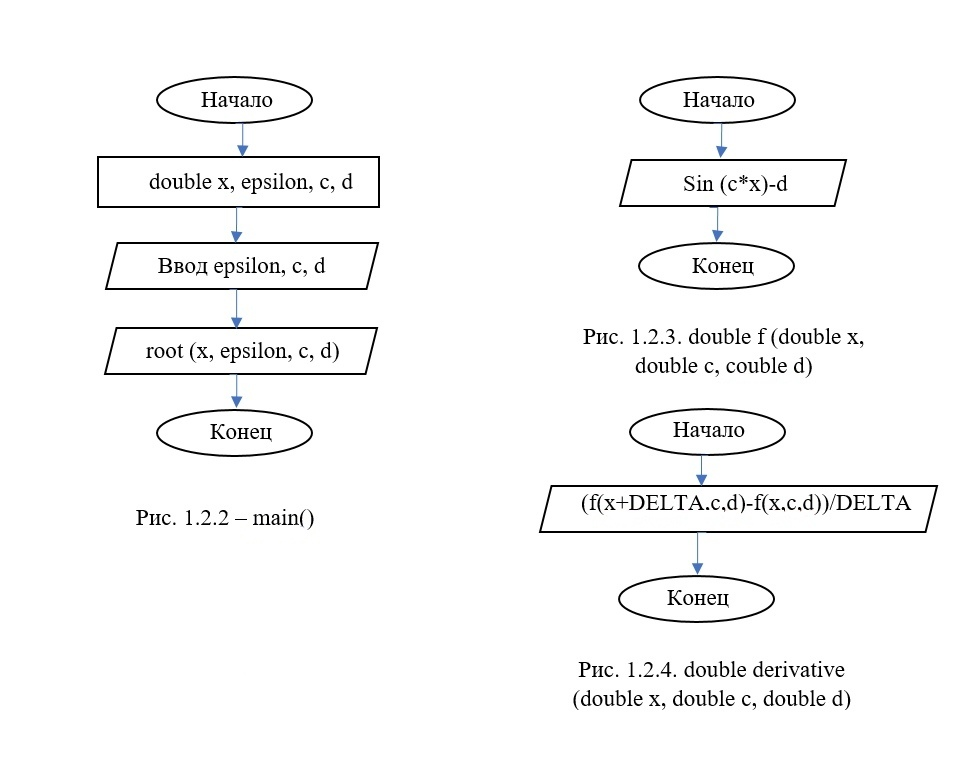 Начало
double x, epsilon, c, d
Ввод epsilon, c, d
root (x, epsilon, c, d)
Конец
Рис. 1.2.2 – main()
Начало
Sin (c*x)-d
Конец
Рис. 1.2.3. double f (double x,
double c, couble d)
Начало
(f(x+DELTA,c,d)-f(x,c,d))/DELTA
Конец
Рис. 1.2.4. double derivative
(double x, double c, double d)